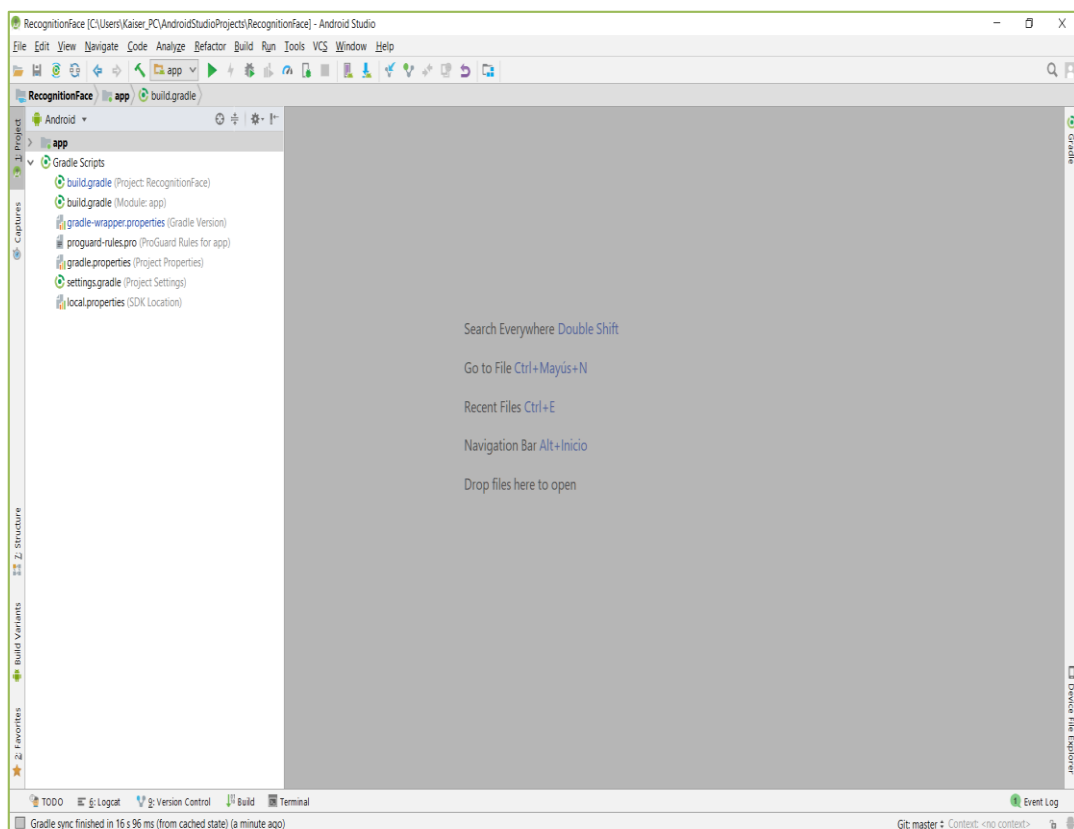 RecognitionFace [C:\Users\Kaiser_PC\AndroidStudioProjects\RecognitionFace] - Android Studio
File Edit View Navigate Code Analyze Refactor Build Run Tools VCS Window Help
app
RecognitionFace app build.gradle
Android
1: Project
Captures
Z: Structure
Build Variants
2: Favorites
app
Gradle Scripts
build.gradle (Project: RecognitionFace)
build.gradle (Module: app)
gradle-wrapper.properties (Gradle Version)
proguard-rules.pro (ProGuard Rules for app)
gradle.properties (Project Properties)
settings.gradle (Project Settings)
local.properties (SDK Location)
Search Everywhere Double Shift
Go to File Ctrl+Mayús+N
Recent Files Ctrl+E
Navigation Bar Alt+Inicio
Drop files here to open
Gradle
Device File Explorer
TODO 6: Logcat 9: Version Control Build Terminal
1 Event Log
Gradle sync finished in 16 s 96 ms (from cached state) (a minute ago)
Git: master Context: <no context>